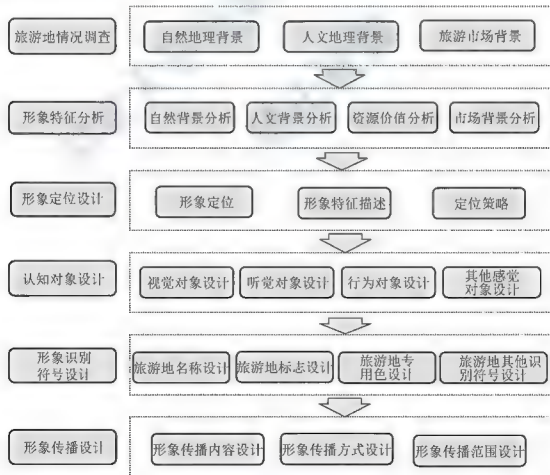 旅游地情况调查
自然地理背景
人文地理背景
旅游市场背景
形象特征分析
自然背景分析
人文背景分析
资源价值分析
市场背景分析
形象定位设计
形象定位
形象特征描述
定位策略
认知对象设计
视觉对象设计
听觉对象设计
行为对象设计
其他感觉
对象设计
形象识别
符号设计
旅游地名称设计
旅游地标志设计
旅游地专
用色设计
旅游地其他识
别符号设计
形象传播设计
形象传播内容设计
形象传播方式设计
形象传播范围设计